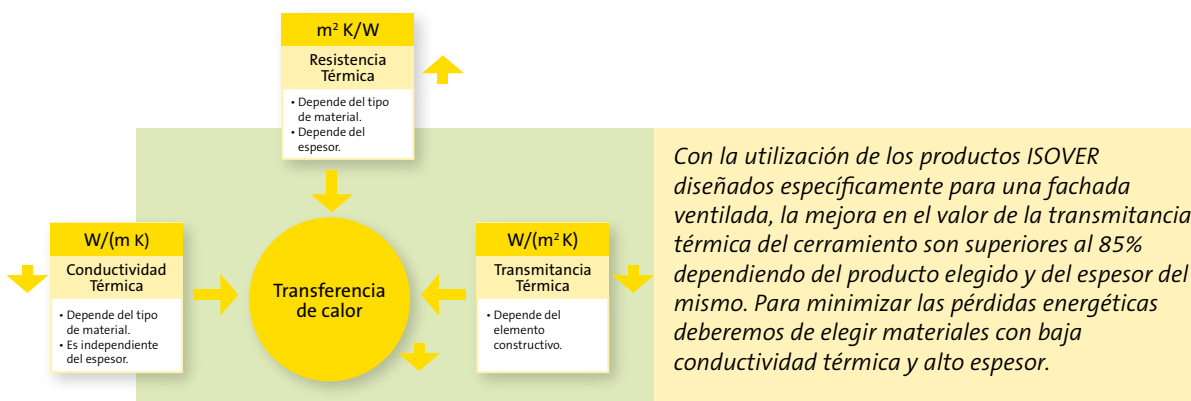 m² K/W
Resistencia
Térmica
• Depende del tipo
de material.
• Depende del
espesor.
W/(m K)
Conductividad
Térmica
• Depende del tipo
de material.
• Es independiente
del espesor.
Transferencia
de calor
W/(m² K)
Transmitancia
Térmica
• Depende del
elemento
constructivo.
Con la utilización de los productos ISOVER
diseñados específicamente para una fachada
ventilada, la mejora en el valor de la transmitancia
térmica del cerramiento son superiores al 85%
dependiendo del producto elegido y del espesor del
mismo. Para minimizar las pérdidas energéticas
deberemos de elegir materiales con baja
conductividad térmica y alto espesor.